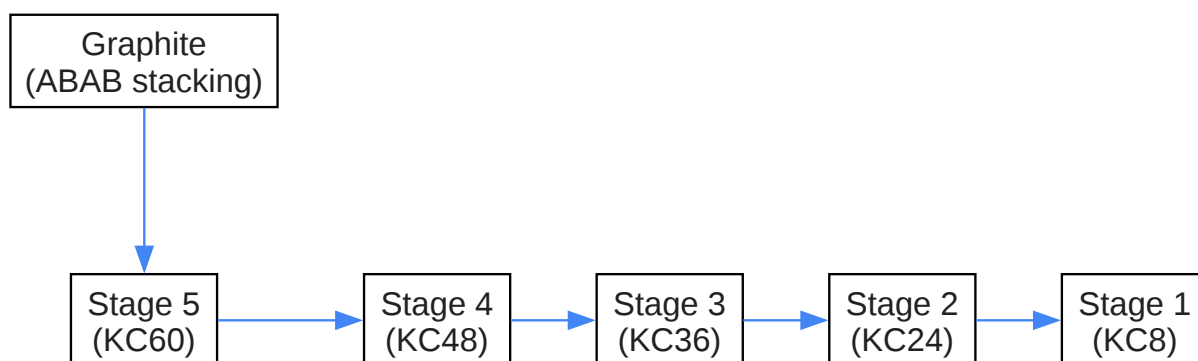 Graphite
(ABAB stacking)
Stage 5
(KC60)
Stage 4
(KC48)
Stage 3
(KC36)
Stage 2
(KC24)
Stage 1
(KC8)